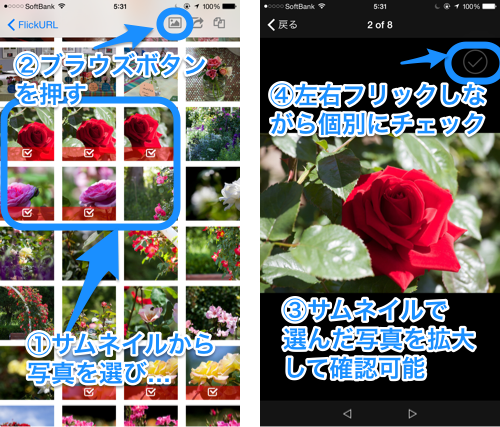 SoftBank 5:31 100%
FlickURL
②ブラウズボタン
を押す
①サムネイルから
写真を選び...
SoftBank 5:31 100%
戻る 2 of 8
④左右フリックしな
がら個別にチェック
③サムネイルで
選んだ写真を拡大
して確認可能